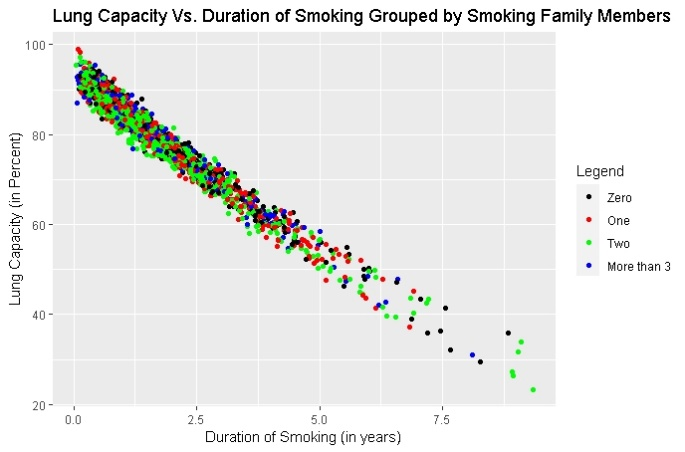 Lung Capacity Vs. Duration of Smoking Grouped by Smoking Family Members
100
80
60
40
20
Lung Capacity (in Percent)
0.0 2.5 5.0 7.5
Duration of Smoking (in years)
Legend
Zero
One
Two
More than 3